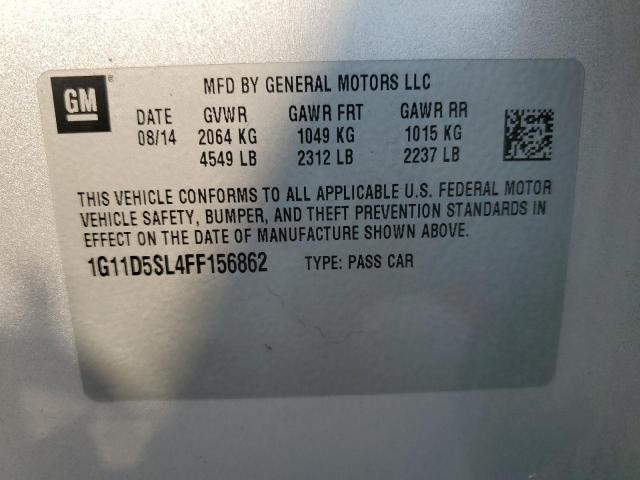 GM ®
MFD BY GENERAL MOTORS LLC
DATE GVWR GAWR FRT GAWR RR
08/14 2064 KG 1049 KG 1015 KG
4549 LB 2312 LB 2237 LB
THIS VEHICLE CONFORMS TO ALL APPLICABLE U.S. FEDERAL MOTOR
VEHICLE SAFETY, BUMPER, AND THEFT PREVENTION STANDARDS IN
EFFECT ON THE DATE OF MANUFACTURE SHOWN ABOVE.
1G11D5SL4FF156862 TYPE: PASS CAR